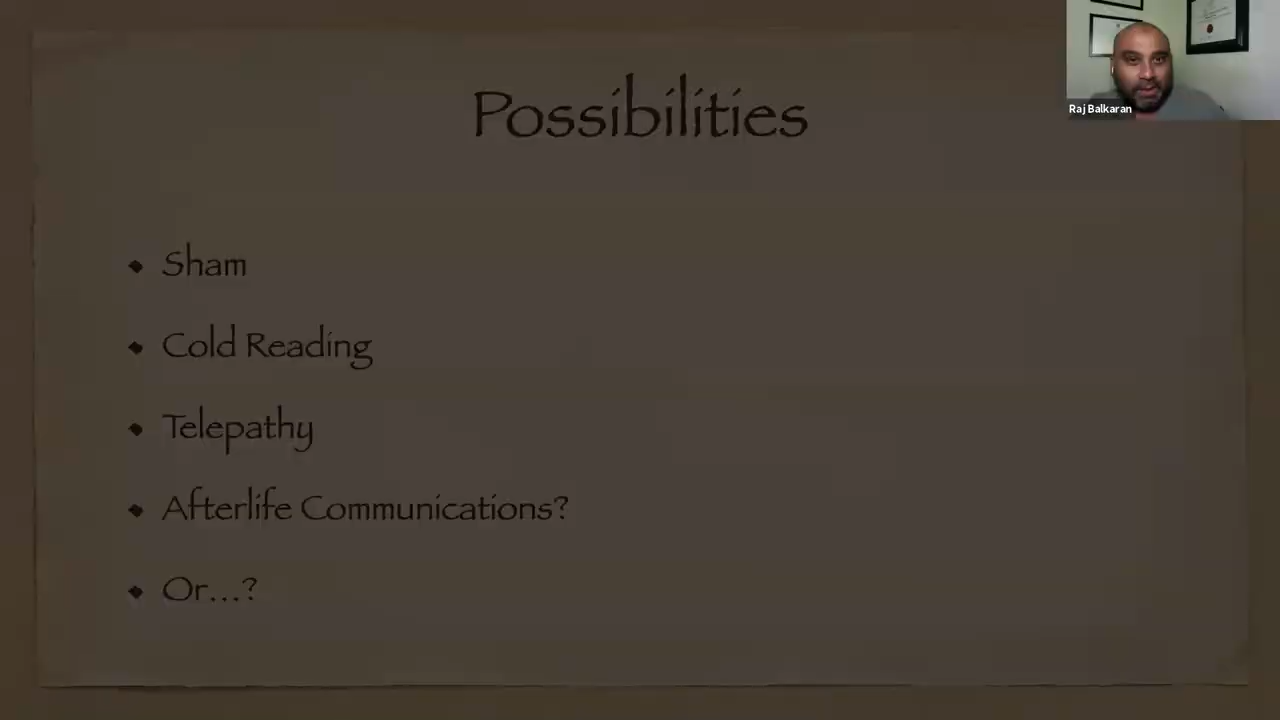 Possibilities
Raj Balkaran
Sham
Cold Reading
Telepathy
Afterlife Communications?
Or...?